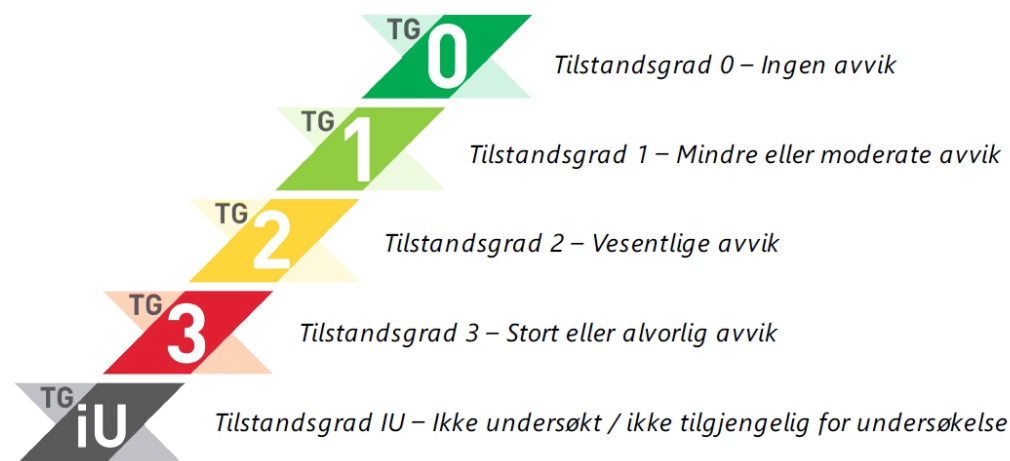 TG 0
Tilstandsgrad 0 – Ingen avvik
TG 1
Tilstandsgrad 1 – Mindre eller moderate avvik
TG 2
Tilstandsgrad 2 – Vesentlige avvik
TG 3
Tilstandsgrad 3 – Stort eller alvorlig avvik
TG iU
Tilstandsgrad IU – Ikke undersøkt / ikke tilgjengelig for undersøkelse